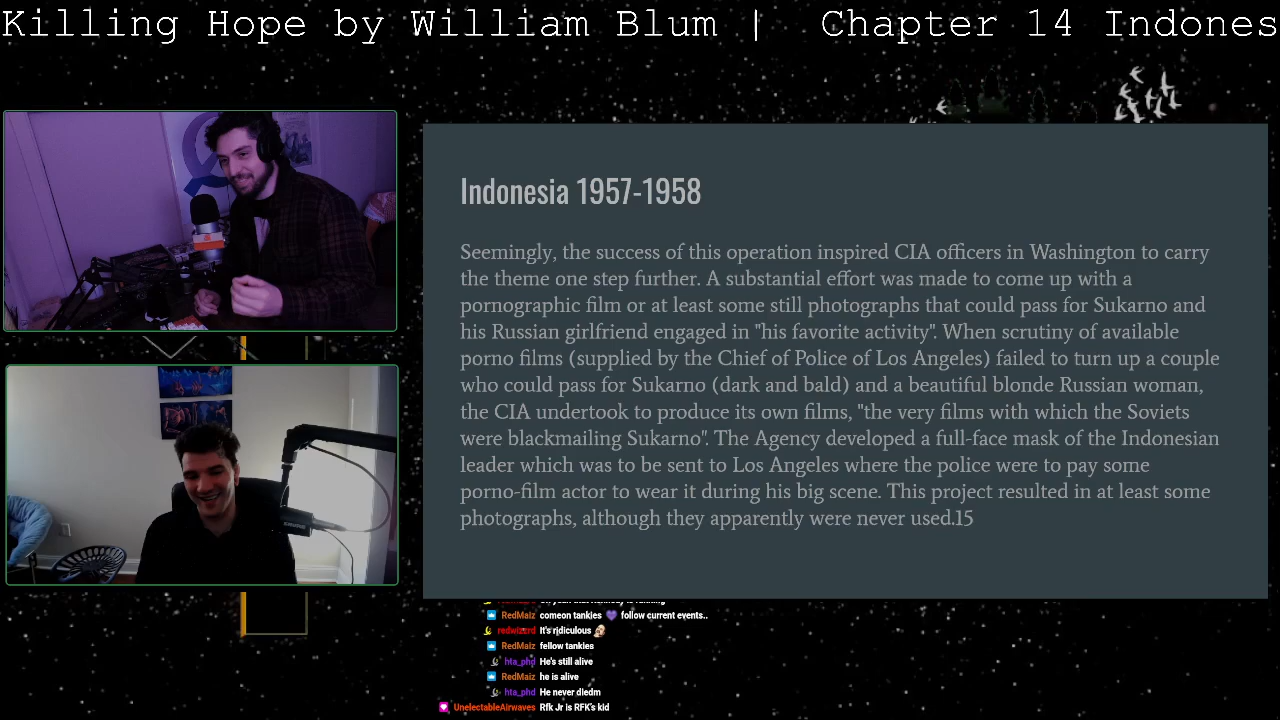 Killing Hope by William Blum |  Chapter 14 Indones
Indonesia 1957-1958
Seemingly, the success of this operation inspired CIA officers in Washington to carry
the theme one step further. A substantial effort was made to come up with a
pornographic film or at least some still photographs that could pass for Sukarno and
his Russian girlfriend engaged in "his favorite activity". When scrutiny of available
porno films (supplied by the Chief of Police of Los Angeles) failed to turn up a couple
who could pass for Sukarno (dark and bald) and a beautiful blonde Russian woman,
the CIA undertook to produce its own films, "the very films with which the Soviets
were blackmailing Sukarno". The Agency developed a full-face mask of the Indonesian
leader which was to be sent to Los Angeles where the police were to pay some
porno-film actor to wear it during his big scene. This project resulted in at least some
photographs, although they apparently were never used.15
RedMaiz comeon tankies 💜 follow current events..
redwizard It's ridiculous
RedMaiz fellow tankies
hta_phd He's still alive
RedMaiz he is alive
hta_phd He never diedm
UnelectableAirwaves Rfk Jr is RFK's kid